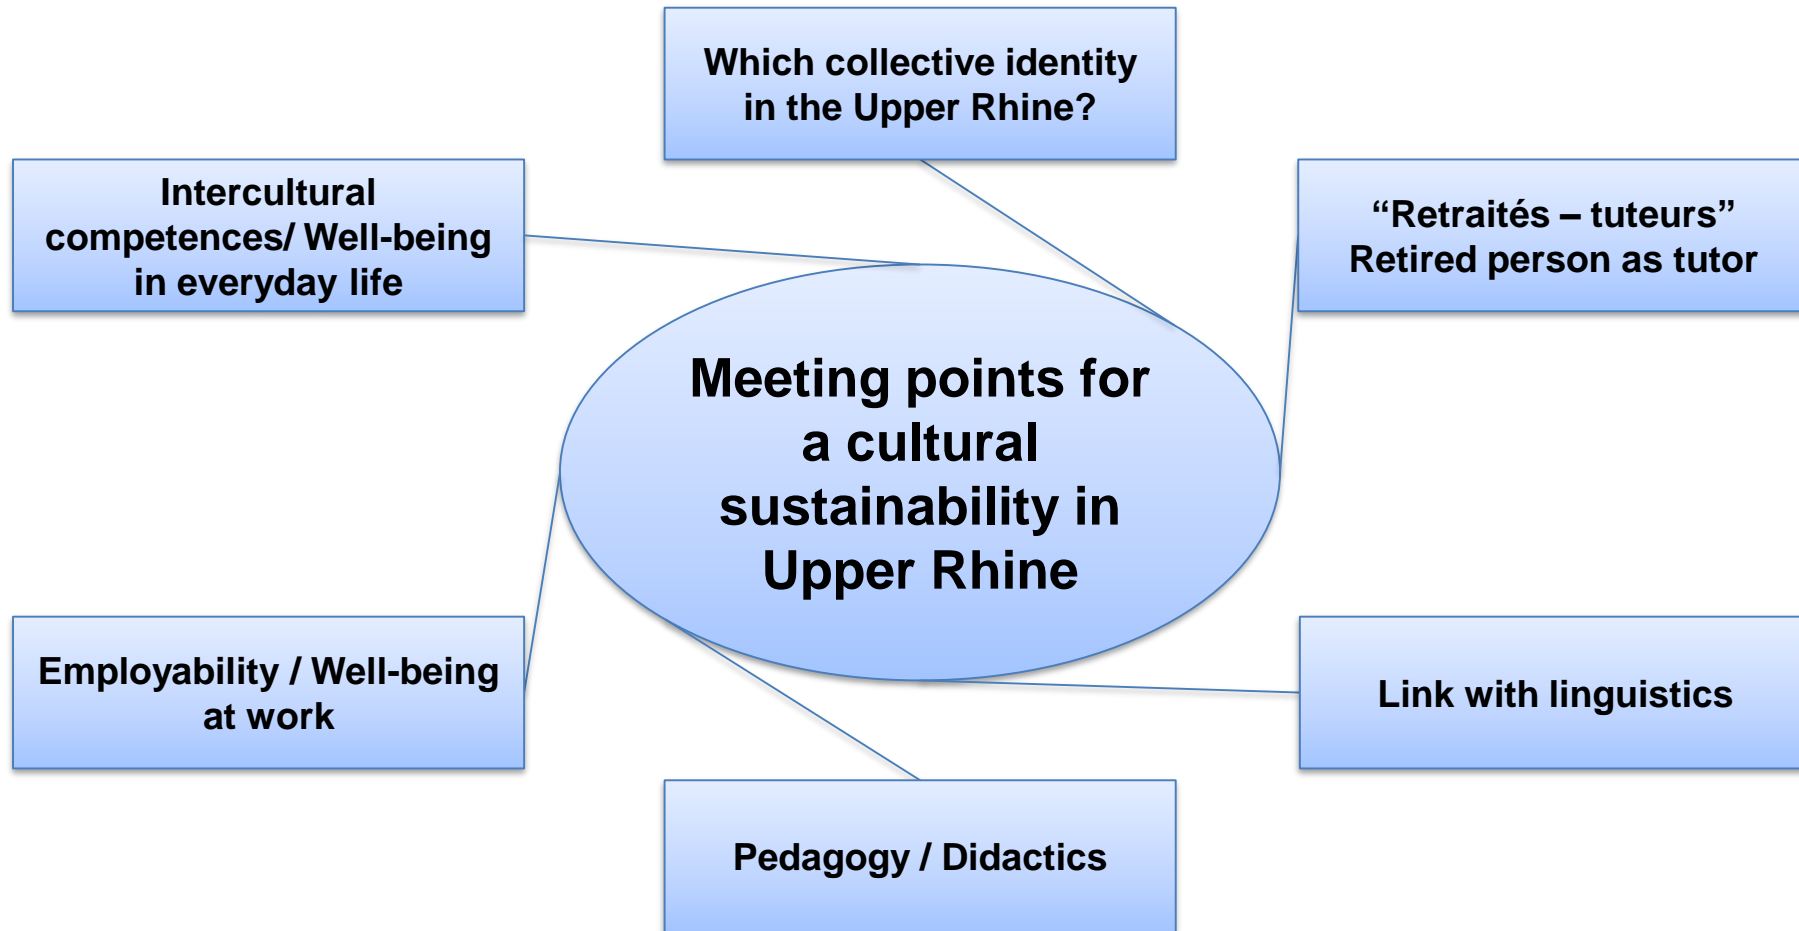 Which collective identity
in the Upper Rhine?
Intercultural
competences/ Well-being
in everyday life
“Retraités – tuteurs”
Retired person as tutor
Meeting points for
a cultural
sustainability in
Upper Rhine
Employability / Well-being
at work
Link with linguistics
Pedagogy / Didactics